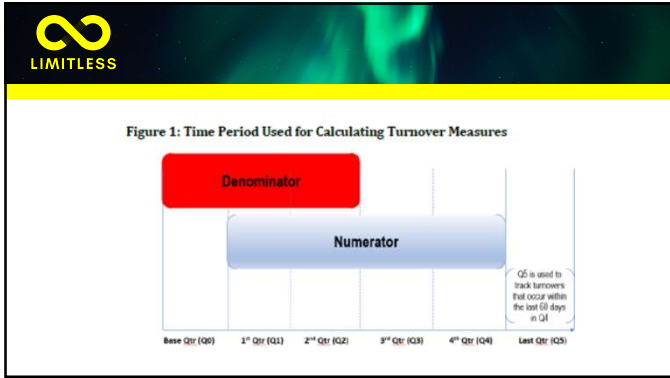 LIMITLESS
Figure 1: Time Period Used for Calculating Turnover Measures
Denominator
Numerator
Q5 is used to
track turnovers
that occur within
the last 60 days
in Q4
Base Qtr (Q0) 1st Qtr (Q1) 2nd Qtr (Q2) 3rd Qtr (Q3) 4th Qtr (Q4) Last Qtr (Q5)